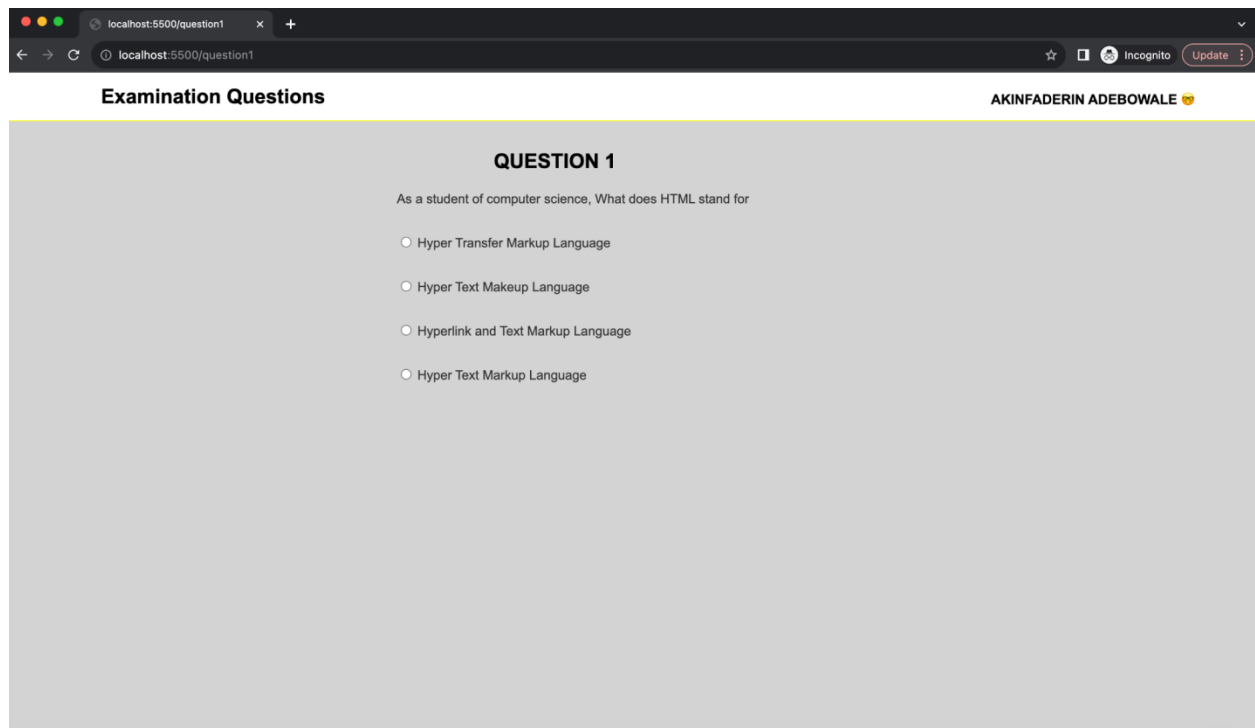 localhost:5500/question1
localhost:5500/question1
Incognito
Update
Examination Questions
AKINFADERIN ADEBOWALE 🤓
QUESTION 1
As a student of computer science, What does HTML stand for
Hyper Transfer Markup Language
Hyper Text Makeup Language
Hyperlink and Text Markup Language
Hyper Text Markup Language